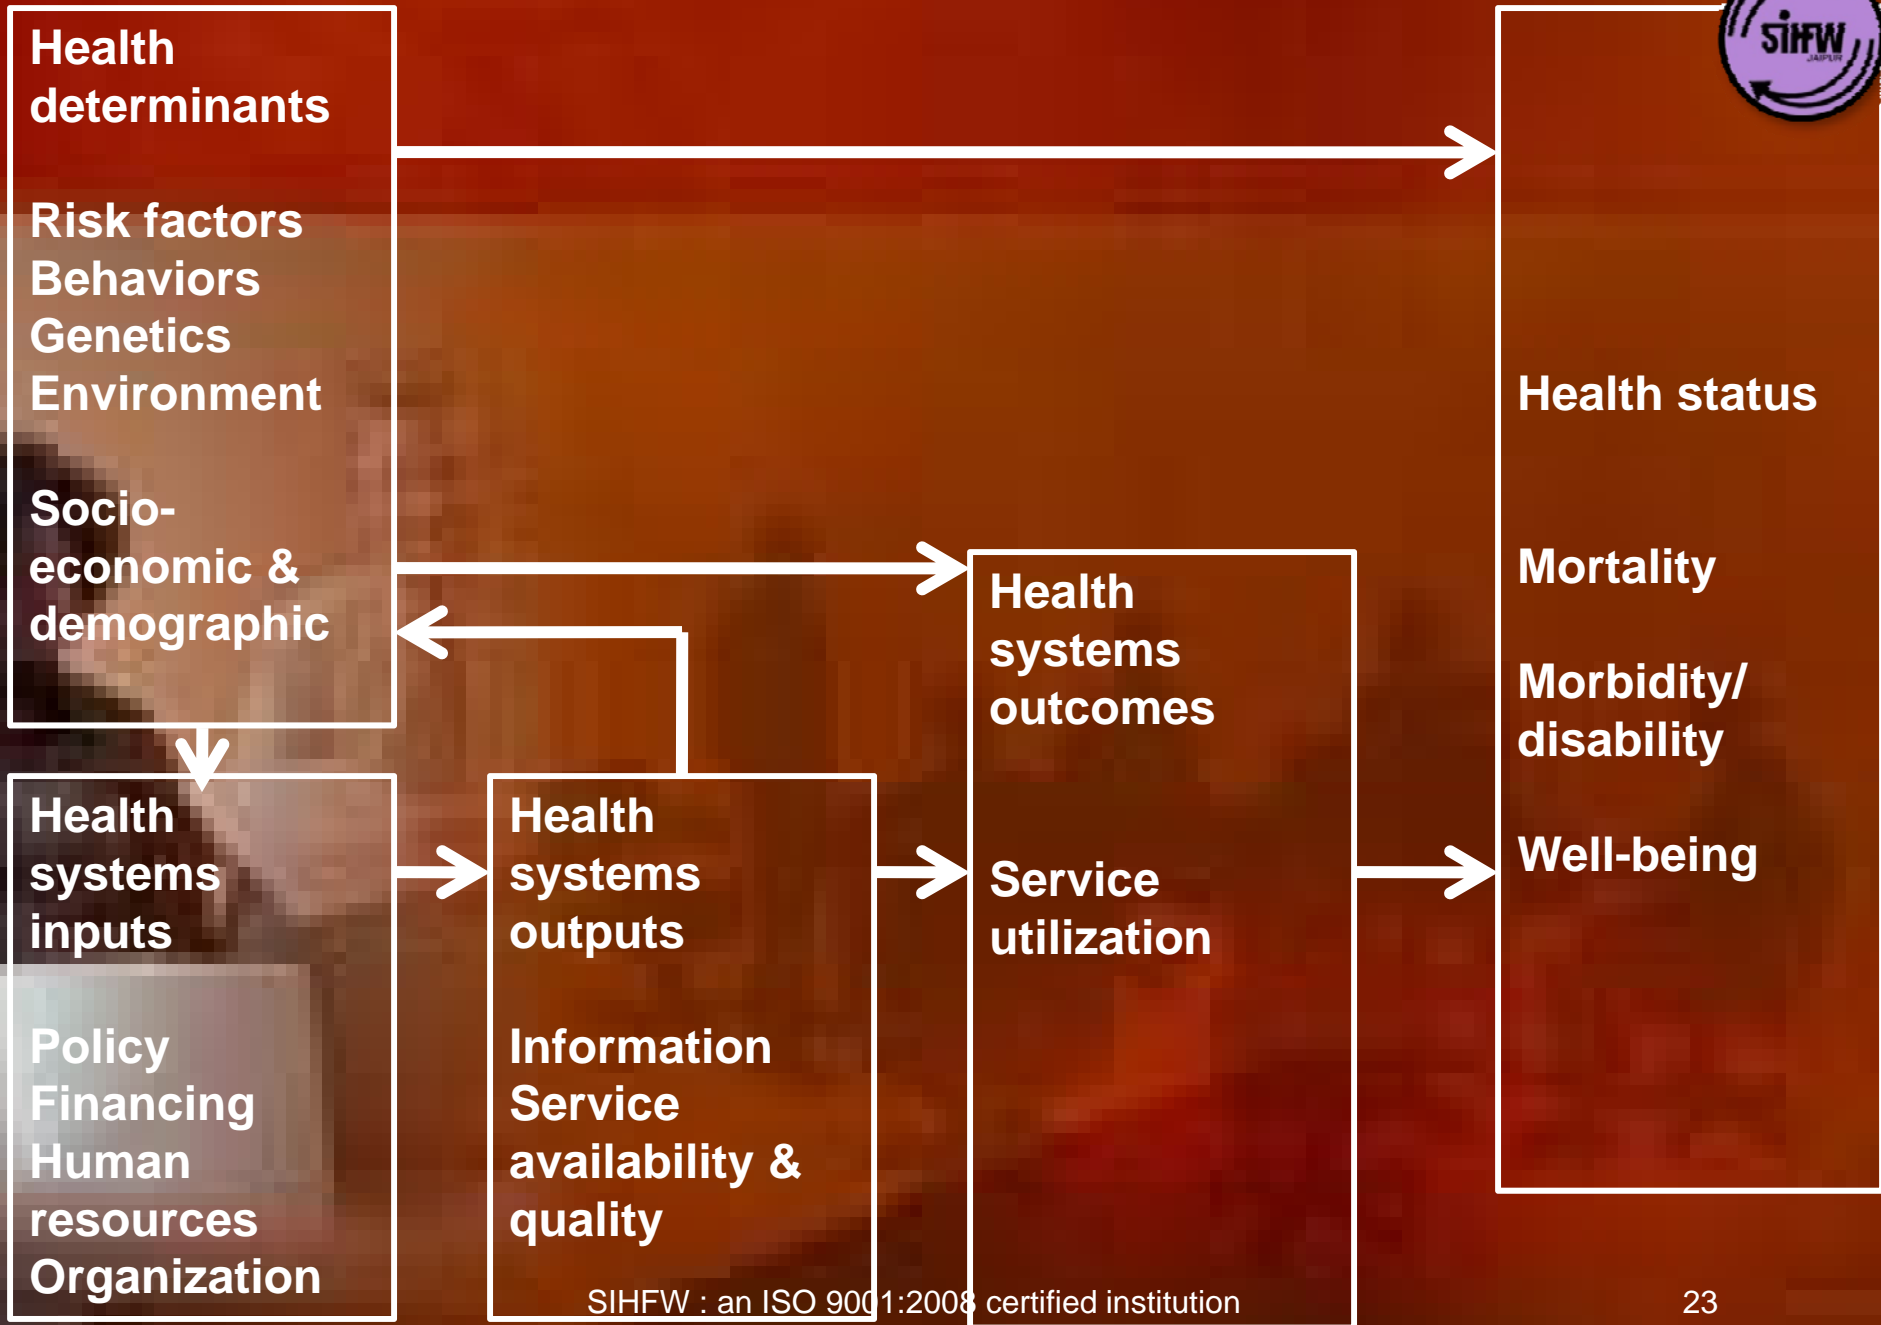 Health
determinants
Risk factors
Behaviors
Genetics
Environment
Socio-
economic &
demographic
Health
systems
inputs
Policy
Financing
Human
resources
Organization
Health
systems
outputs
Information
Service
availability &
quality
Health
systems
outcomes
Service
utilization
SIHFW
JAIPUR
Health status
Mortality
Morbidity/
disability
Well-being
SIHFW : an ISO 9001:2008 certified institution
23